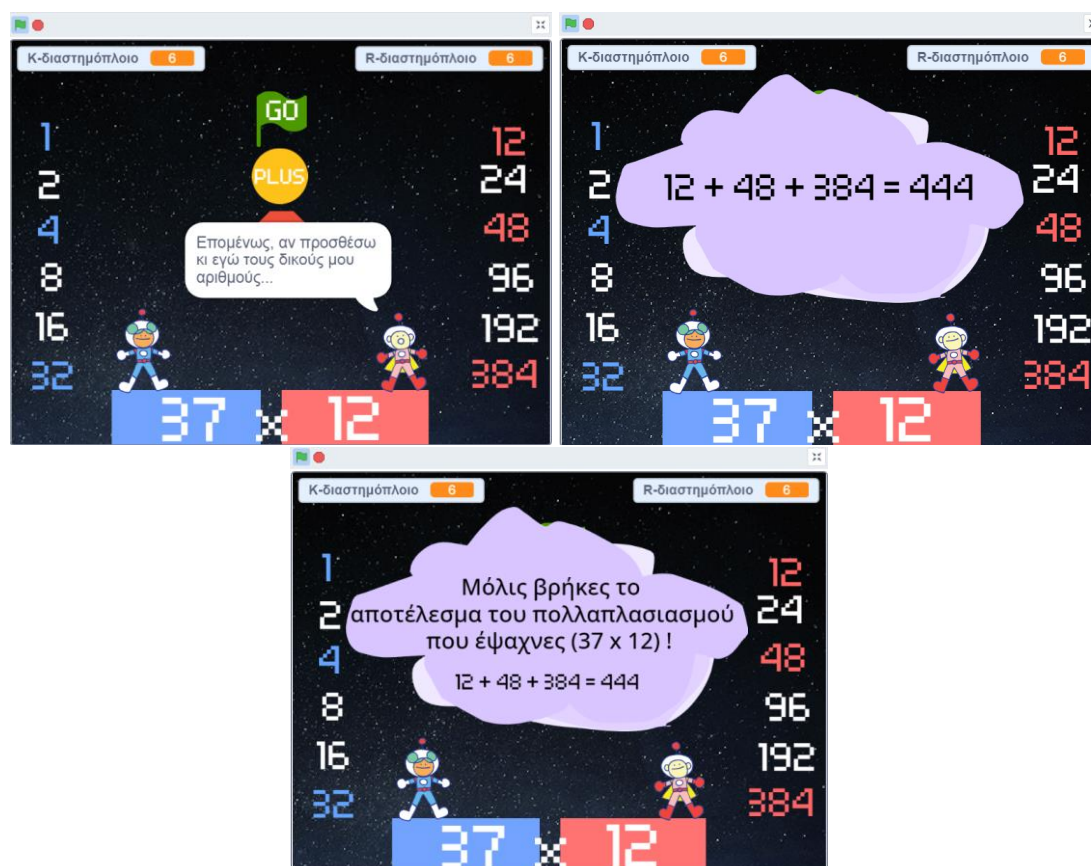 K-διαστημόπλοιο 6 R-διαστημόπλοιο 6
GO
PLUS
1 12
2 24
4 48
8 96
16 192
32 384
Επομένως, αν προσθέσω
κι εγώ τους δικούς μου
αριθμούς...
37 x 12
K-διαστημόπλοιο 6 R-διαστημόπλοιο 6
12 + 48 + 384 = 444
1 12
2 24
4 48
8 96
16 192
32 384
37 x 12
K-διαστημόπλοιο 6 R-διαστημόπλοιο 6
Μόλις βρήκες το
αποτέλεσμα του πολλαπλασιασμού
που έψαχνες (37 x 12) !
12 + 48 + 384 = 444
1 12
2 24
4 48
8 96
16 192
32 384
37 x 12